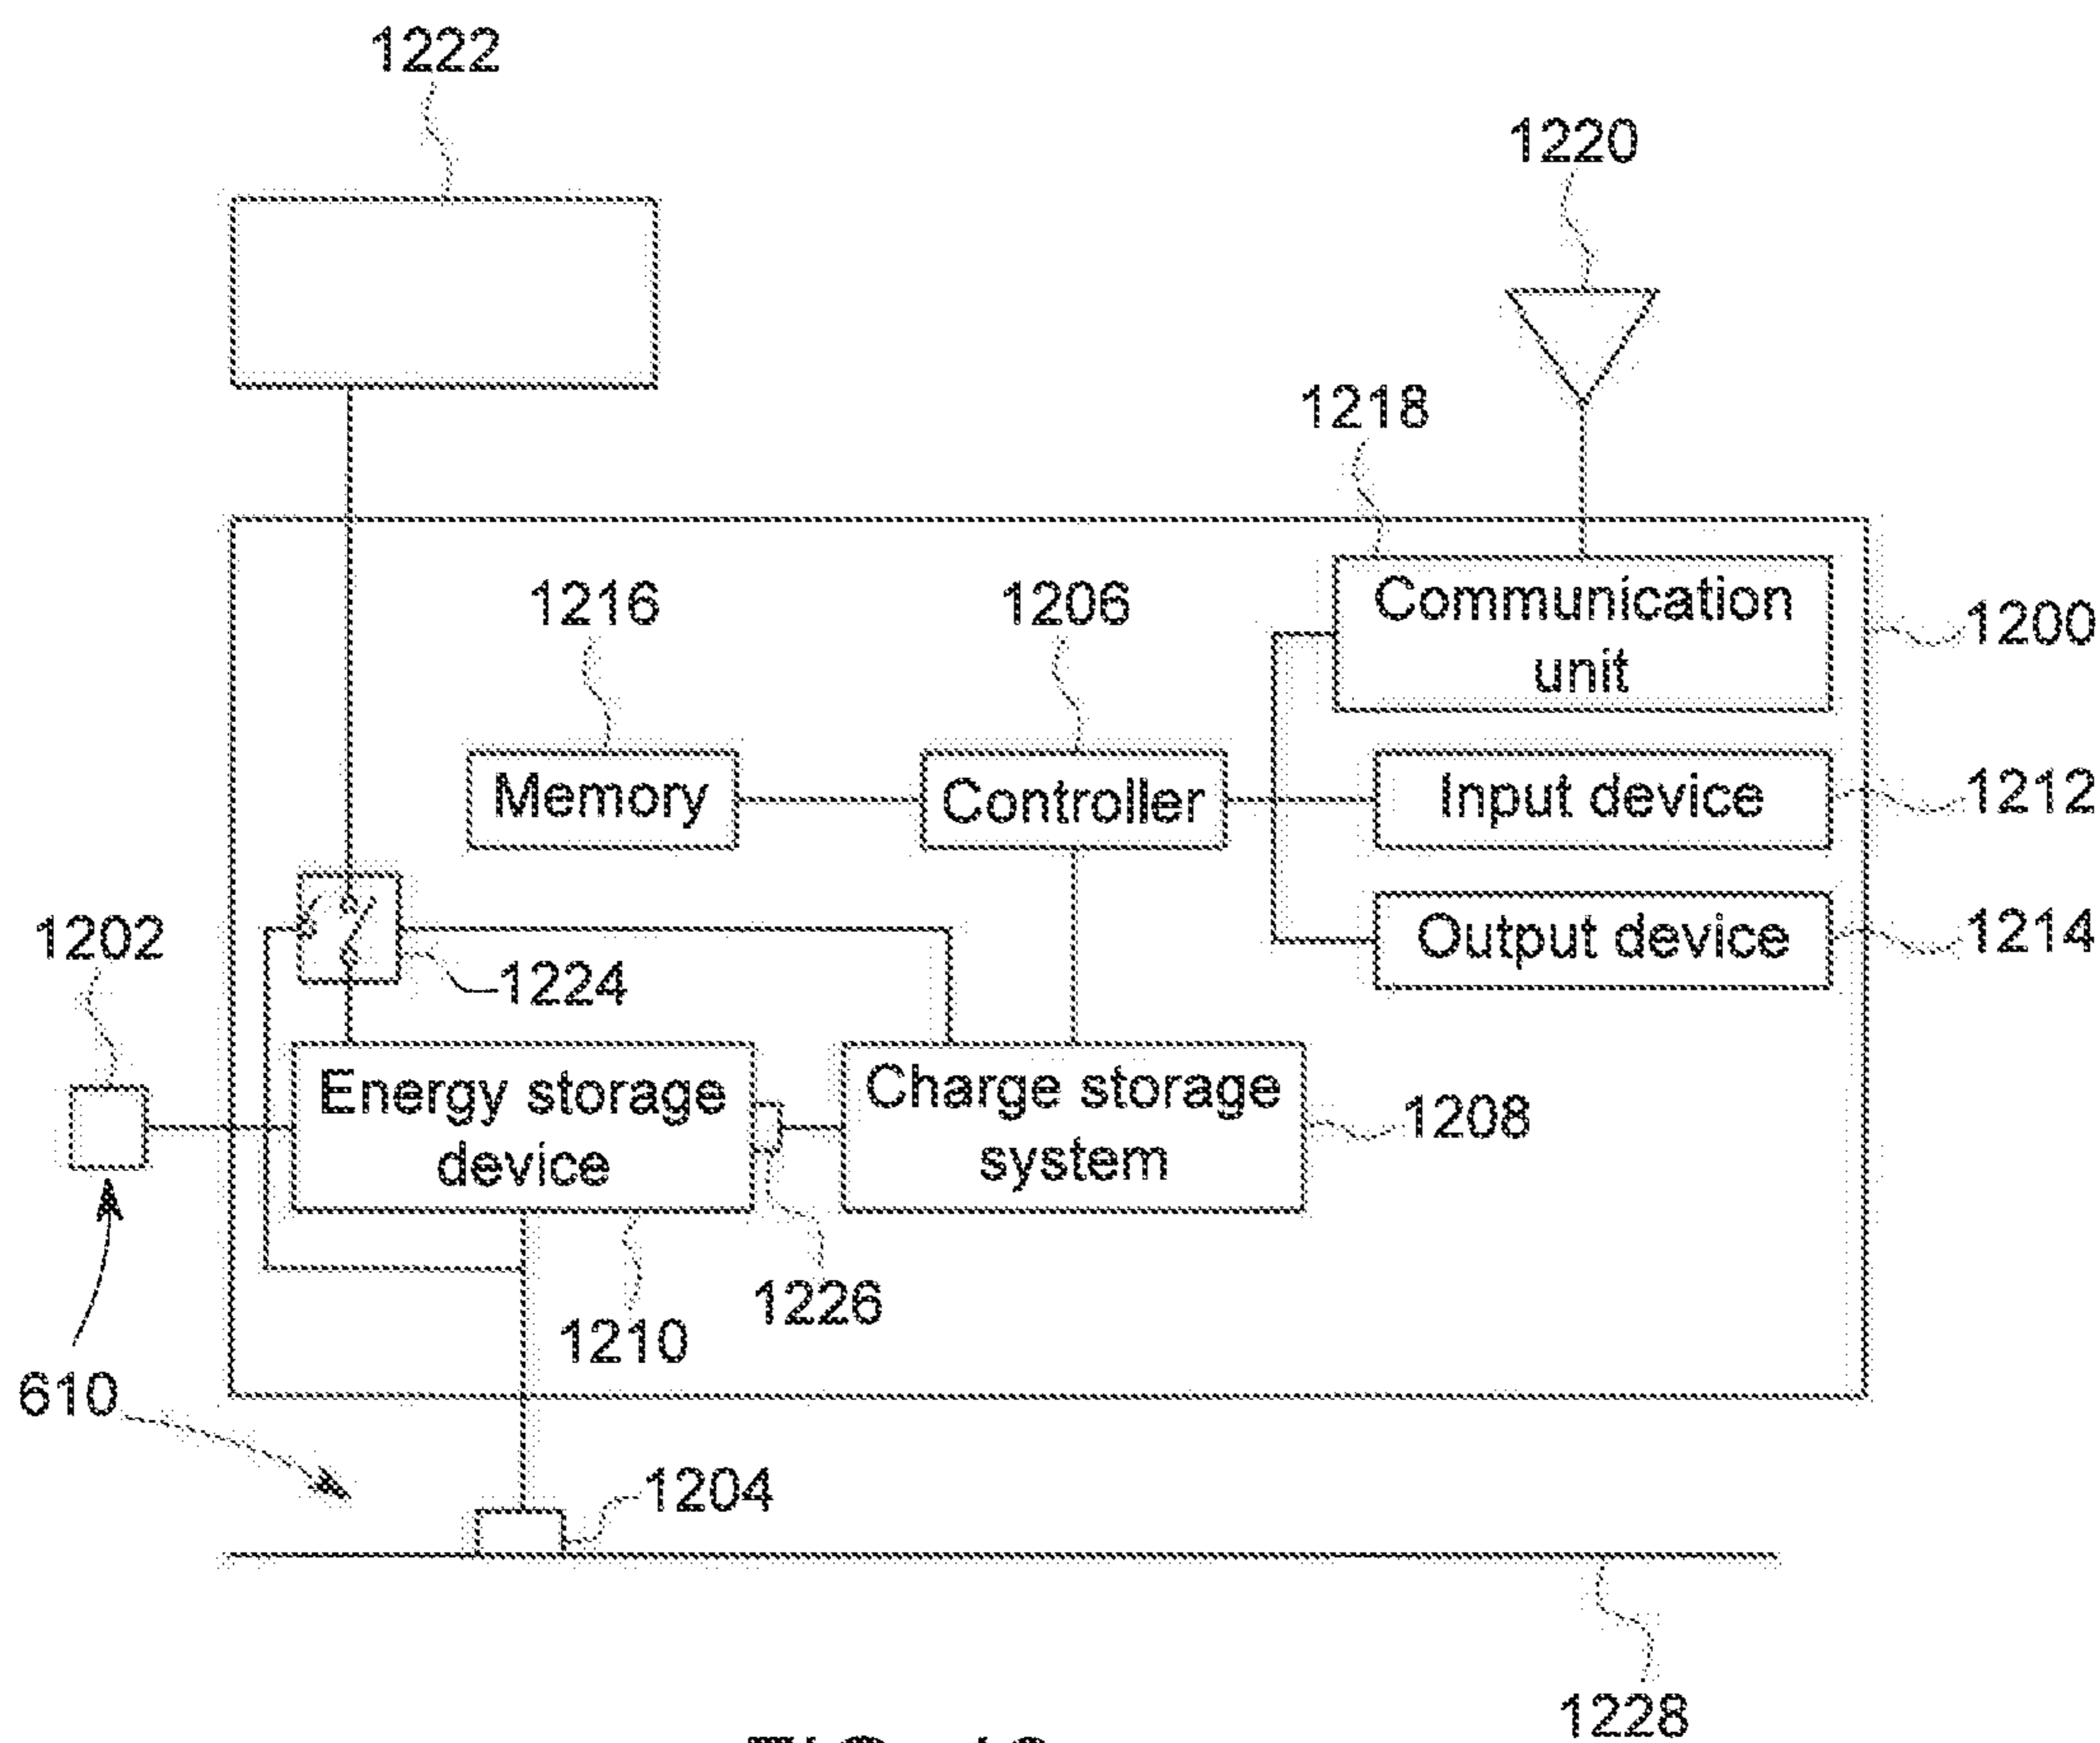 1222
1220
1218
1216
1206
Communication
unit
1200
Memory
Controller
Input device
1212
1202
Output device
1214
1224
Energy storage
device
Charge storage
system
1208
1226
1210
610
1204
1228